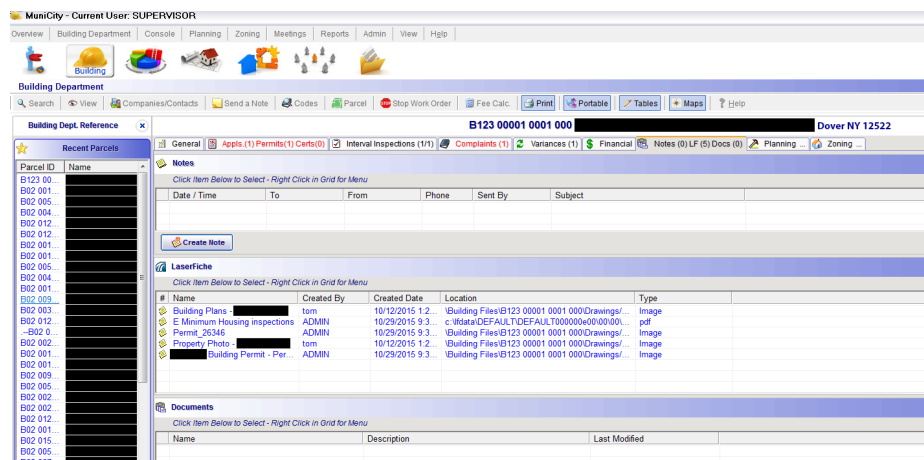 MuniCity - Current User: SUPERVISOR
Overview Building Department Console Planning Zoning Meetings Reports Admin View Help
Building
Building Department
Search View Companies/Contacts Send a Note Codes Parcel Stop Work Order Fee Calc. Print Portable Tables Maps Help
Building Dept. Reference x B123 00001 0001 000 Dover NY 12522
Recent Parcels General Appls.(1) Permits(1) Certs(0) Interval Inspections (1/1) Complaints (1) Variances (1) Financial Notes (0) LF (5) Docs (0) Planning ... Zoning ...
Parcel ID Name
B123 00...
B02 001...
B02 005...
B02 004...
B02 012...
B02 012...
B02 001...
B02 001...
B02 005...
B02 004...
B02 001...
B02 009...
B02 003...
B02 012...
.--B02 0...
B02 002...
B02 001...
B02 001...
B02 009...
B02 005...
B02 002...
B02 002...
B02 012...
B02 001...
B02 015...
B02 005...
Notes
Click Item Below to Select - Right Click in Grid for Menu
Date / Time To From Phone Sent By Subject
Create Note
LaserFiche
Click Item Below to Select - Right Click in Grid for Menu
# Name Created By Created Date Location Type
Building Plans - tom 10/12/2015 1:2... \Building Files\B123 00001 0001 000\Drawings/... Image
E Minimum Housing inspections ADMIN 10/29/2015 9:3... c:\lfdata\DEFAULT\DEFAULT000000e00\00\00\... pdf
Permit_26346 ADMIN 10/29/2015 9:3... \Building Files\B123 00001 0001 000\Drawings/... Image
Property Photo - tom 10/12/2015 1:2... \Building Files\B123 00001 0001 000\Drawings/... Image
Building Permit - Per... ADMIN 10/29/2015 9:3... \Building Files\B123 00001 0001 000\Drawings/... Image
Documents
Click Item Below to Select - Right Click in Grid for Menu
Name Description Last Modified